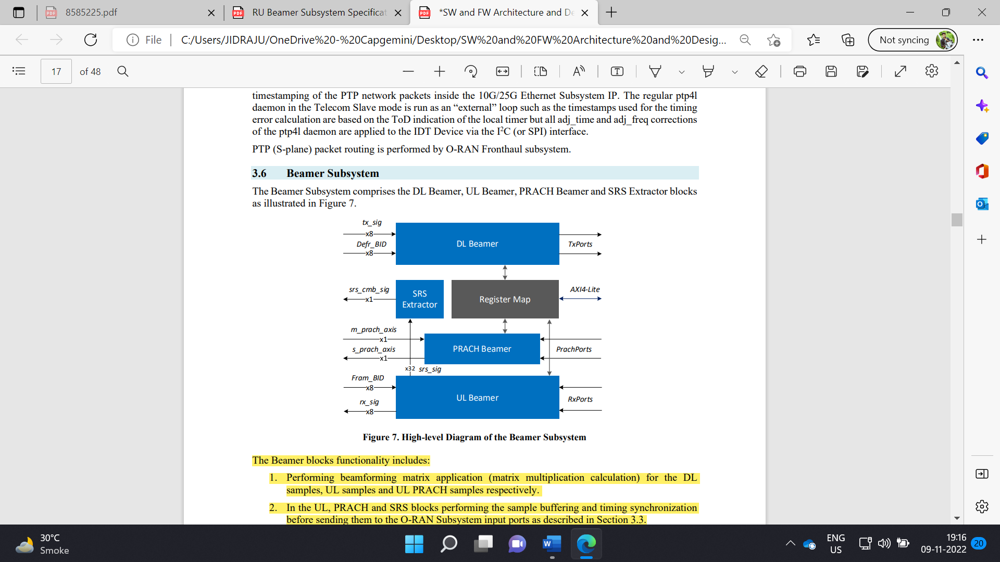 8585225.pdf
RU Beamer Subsystem Specificat
*SW and FW Architecture and De
File
C:/Users/JIDRAJU/OneDrive%20-%20Capgemini/Desktop/SW%20and%20FW%20Architecture%20and%20Desig...
Not syncing
17 of 48
timestamping of the PTP network packets inside the 10G/25G Ethernet Subsystem IP. The regular ptp4l
daemon in the Telecom Slave mode is run as an “external” loop such as the timestamps used for the timing
error calculation are based on the ToD indication of the local timer but all adj_time and adj_freq corrections
of the ptp4l daemon are applied to the IDT Device via the I²C (or SPI) interface.
PTP (S-plane) packet routing is performed by O-RAN Fronthaul subsystem.
3.6 Beamer Subsystem
The Beamer Subsystem comprises the DL Beamer, UL Beamer, PRACH Beamer and SRS Extractor blocks
as illustrated in Figure 7.
tx_sig
x8
Defr_BID
x8
DL Beamer
TxPorts
srs_cmb_sig
x1
SRS
Extractor
Register Map
AXI4-Lite
m_prach_axis
x1
s_prach_axis
x1
PRACH Beamer
PrachPorts
x32 srs_sig
Fram_BID
x8
rx_sig
x8
UL Beamer
RxPorts
Figure 7. High-level Diagram of the Beamer Subsystem
The Beamer blocks functionality includes:
1. Performing beamforming matrix application (matrix multiplication calculation) for the DL
samples, UL samples and UL PRACH samples respectively.
2. In the UL, PRACH and SRS blocks performing the sample buffering and timing synchronization
before sending them to the O-RAN Subsystem input ports as described in Section 3.3.
30°C
Smoke
ENG
US
19:16
09-11-2022
20